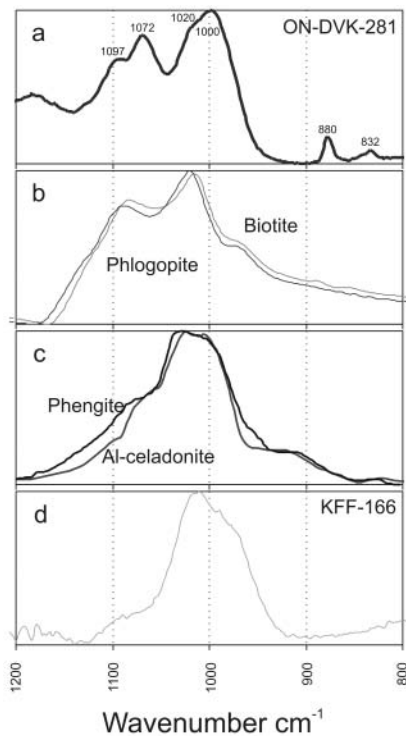 a
ON-DVK-281
1097
1072
1020
1000
880
832
b
Biotite
Phlogopite
c
Phengite
Al-celadonite
d
KFF-166
1200 1100 1000 900 800
Wavenumber cm-1